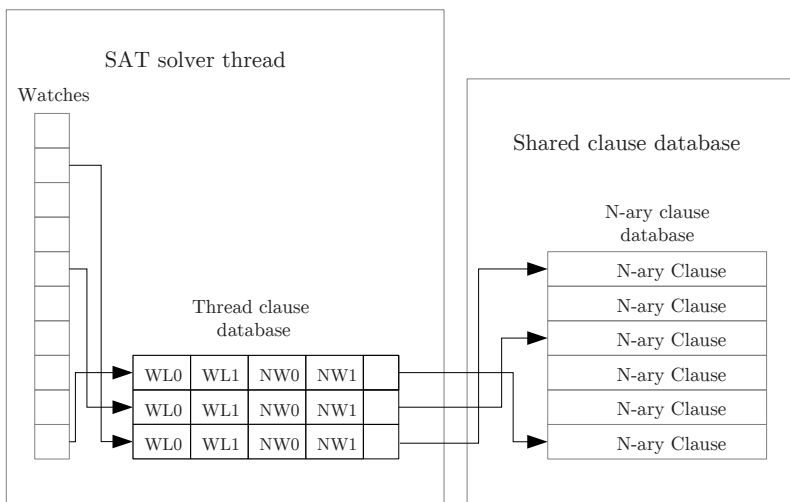 SAT solver thread
Watches
Thread clause
database
WL0 WL1 NW0 NW1
WL0 WL1 NW0 NW1
WL0 WL1 NW0 NW1
Shared clause database
N-ary clause
database
N-ary Clause
N-ary Clause
N-ary Clause
N-ary Clause
N-ary Clause
N-ary Clause